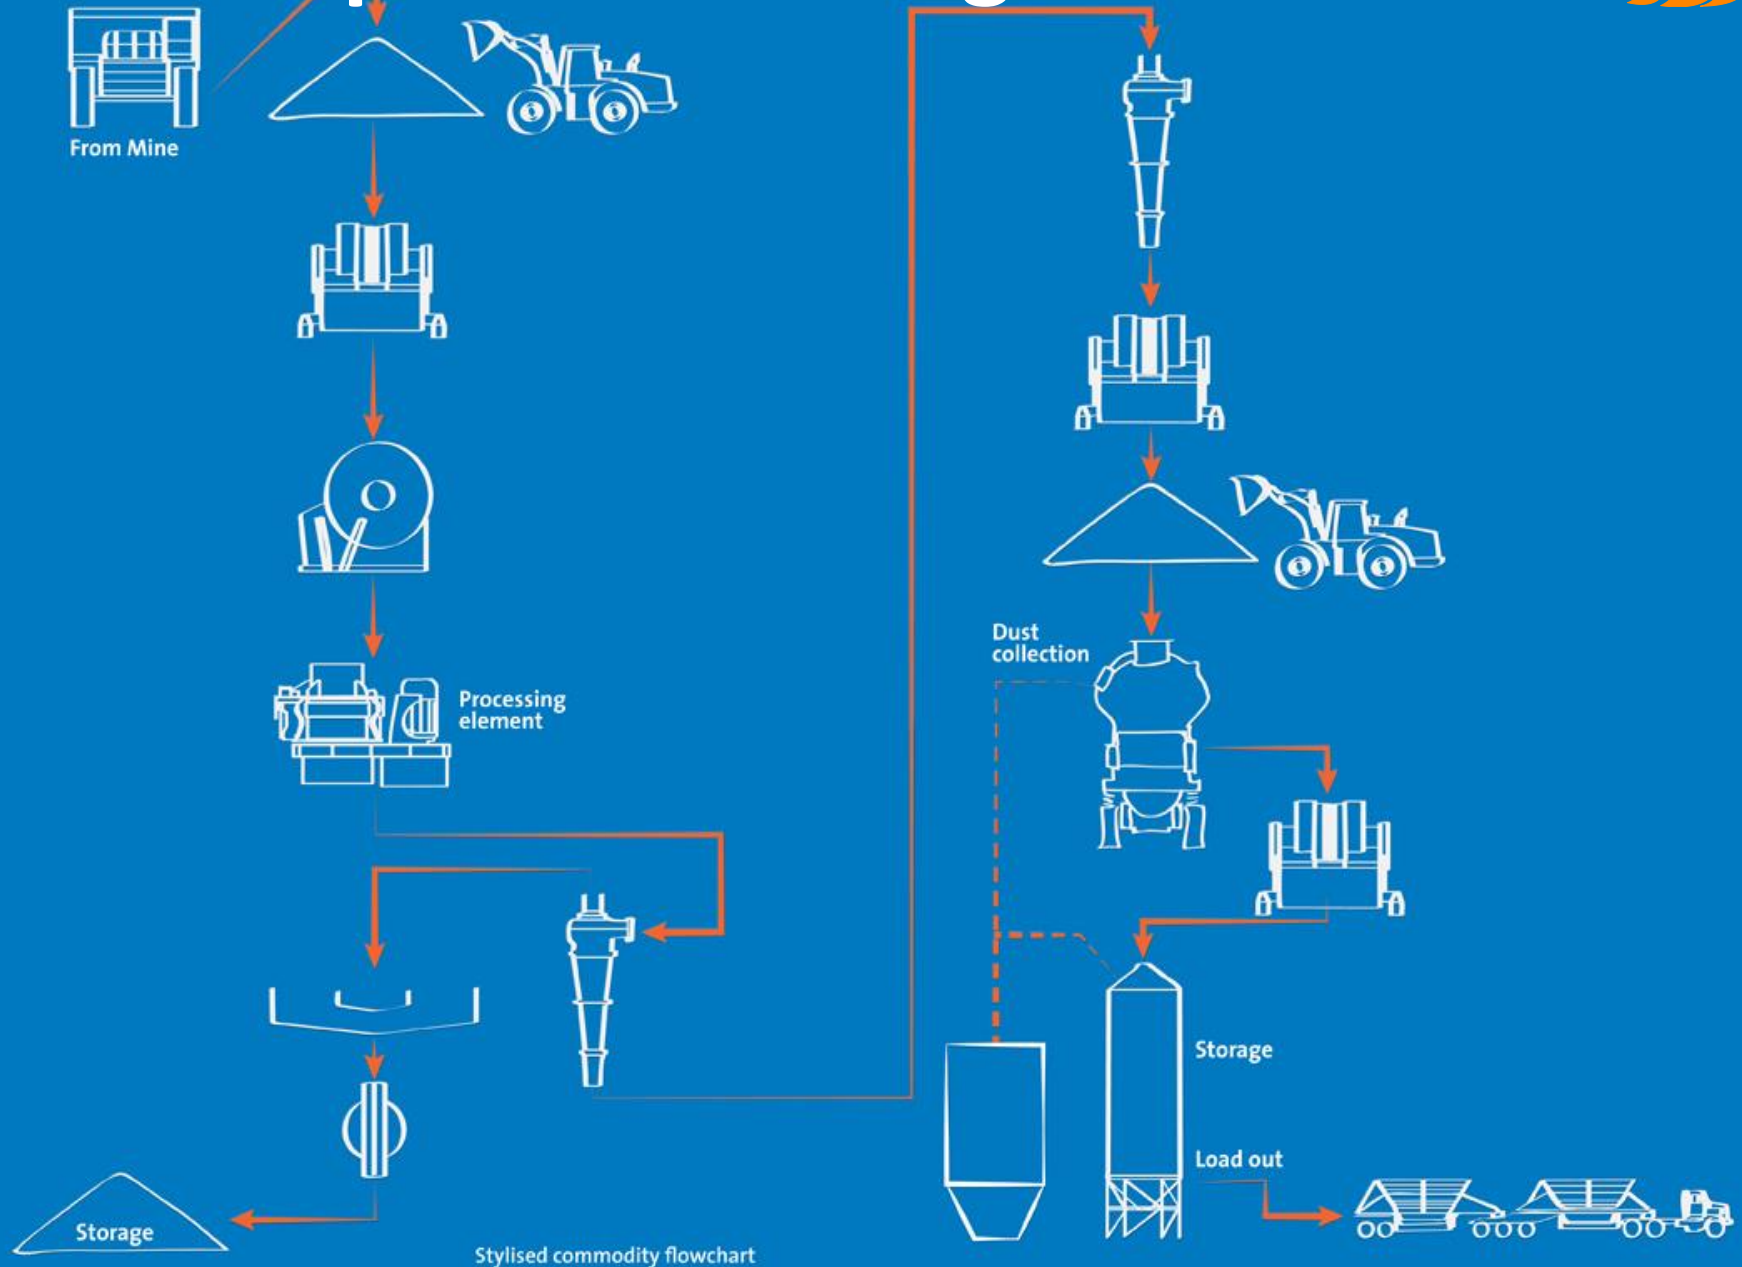 From Mine
Processing
element
Storage
Stylised commodity flowchart
Dust
collection
Storage
Load out